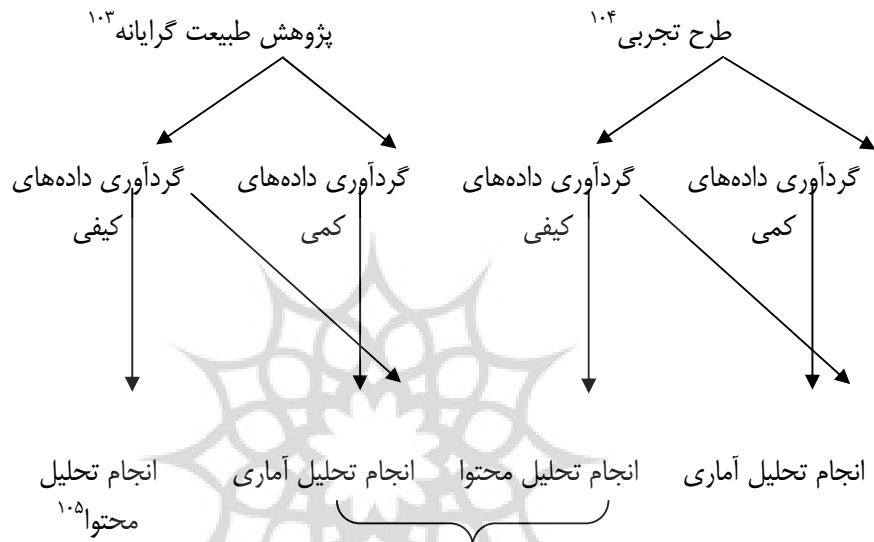 طرح تجربی۱۰۴
پژوهش طبیعت گرایانه۱۰۳
گردآوری داده‌های
کمی
گردآوری داده‌های
کیفی
گردآوری داده‌های
کمی
گردآوری داده‌های
کیفی
انجام تحلیل آماری
انجام تحلیل محتوا
انجام تحلیل آماری
انجام تحلیل
محتوا۱۰۵